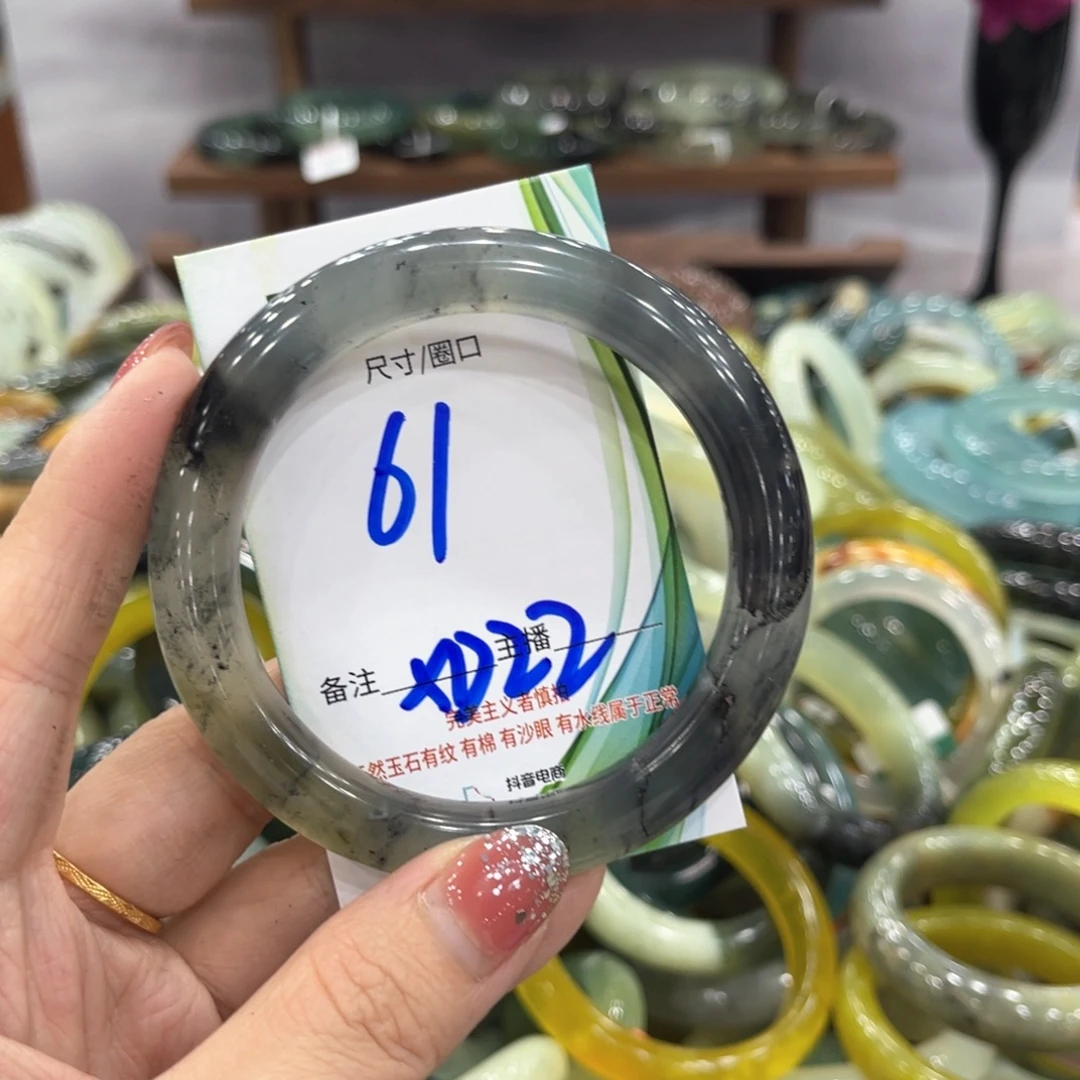 尺寸/圈口
61
备注 主播
XD22
完美主义者慎拍
然玉石有纹 有棉 有沙眼 有水线属于正常
抖音电商